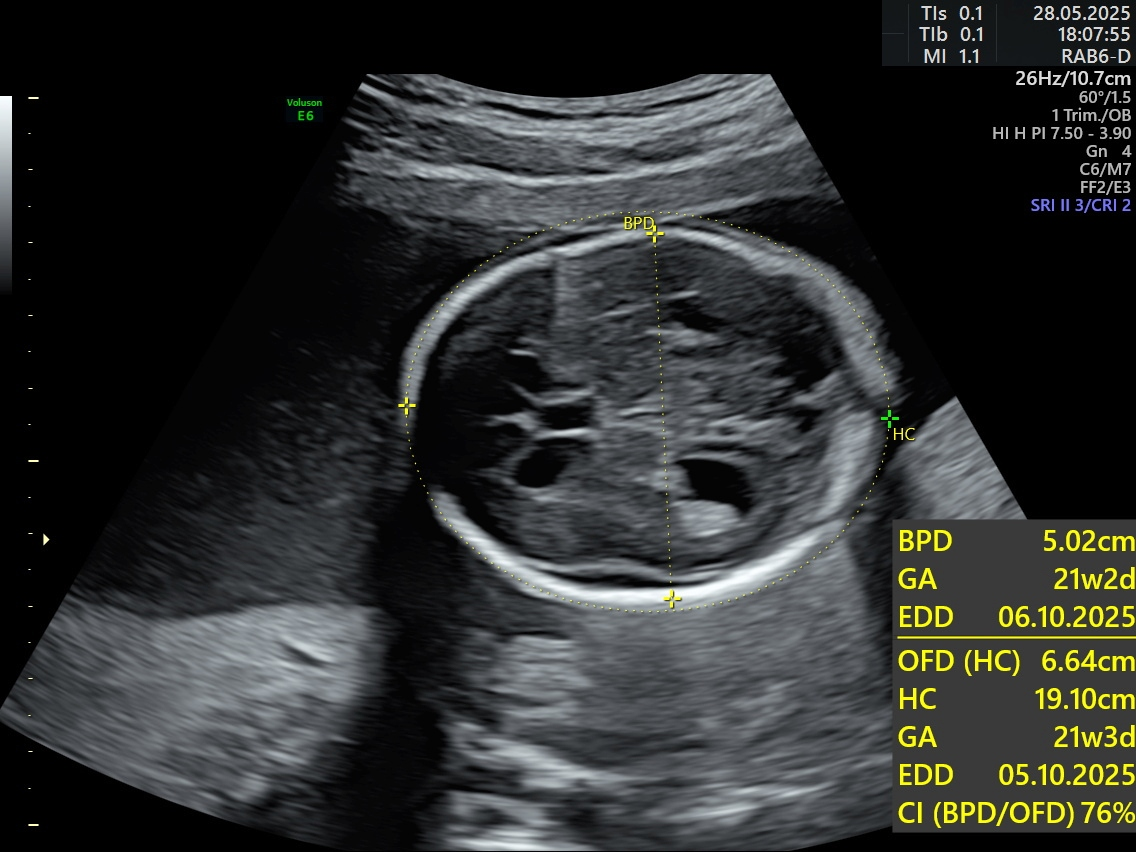 TIs 0.1 28.05.2025
TIb 0.1 18:07:55
MI 1.1 RAB6-D
26Hz/10.7cm
60°/1.5
1 Trim./OB
HI H PI 7.50 - 3.90
Gn 4
C6/M7
FF2/E3
SRI II 3/CRI 2
Voluson
E6
BPD
HC
BPD 5.02cm
GA 21w2d
EDD 06.10.2025
OFD (HC) 6.64cm
HC 19.10cm
GA 21w3d
EDD 05.10.2025
CI (BPD/OFD) 76%